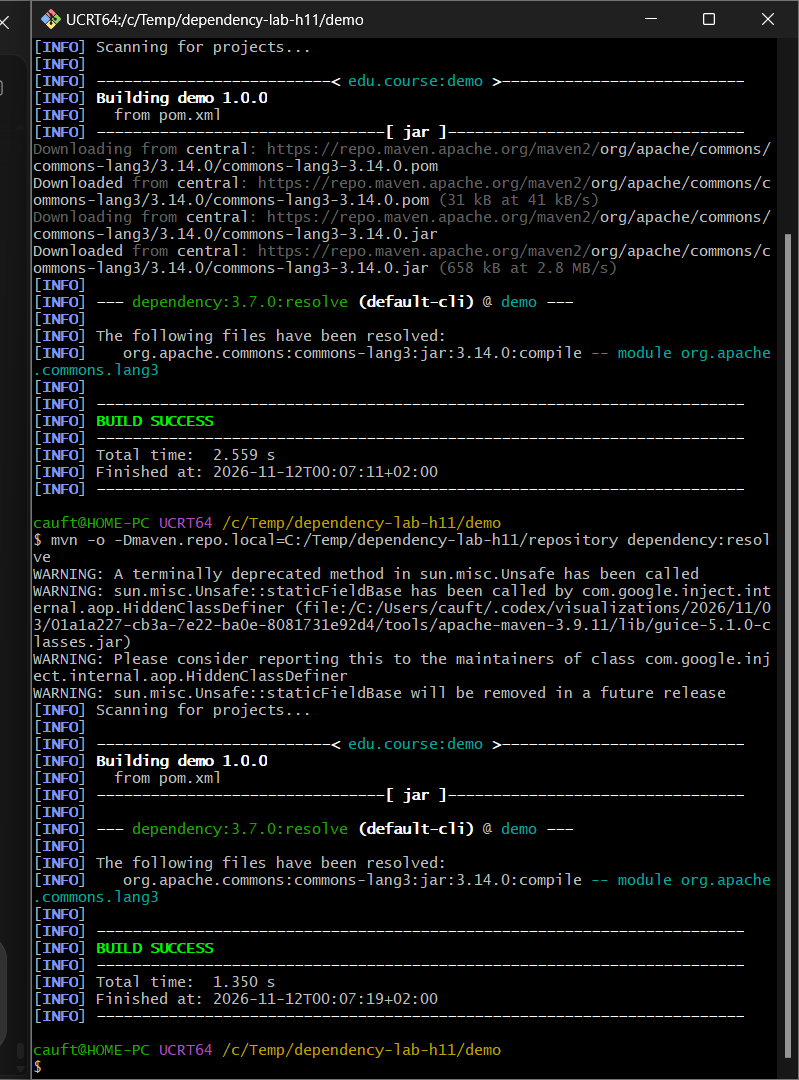 UCRT64:/c/Temp/dependency-lab-h11/demo
[INFO] Scanning for projects...
[INFO]
[INFO] --------------------------< edu.course:demo >---------------------------
[INFO] Building demo 1.0.0
[INFO]   from pom.xml
[INFO] --------------------------------[ jar ]---------------------------------
Downloading from central: https://repo.maven.apache.org/maven2/org/apache/commons/
commons-lang3/3.14.0/commons-lang3-3.14.0.pom
Downloaded from central: https://repo.maven.apache.org/maven2/org/apache/commons/c
ommons-lang3/3.14.0/commons-lang3-3.14.0.pom (31 kB at 41 kB/s)
Downloading from central: https://repo.maven.apache.org/maven2/org/apache/commons/
commons-lang3/3.14.0/commons-lang3-3.14.0.jar
Downloaded from central: https://repo.maven.apache.org/maven2/org/apache/commons/c
ommons-lang3/3.14.0/commons-lang3-3.14.0.jar (658 kB at 2.8 MB/s)
[INFO]
[INFO] --- dependency:3.7.0:resolve (default-cli) @ demo ---
[INFO]
[INFO] The following files have been resolved:
[INFO]    org.apache.commons:commons-lang3:jar:3.14.0:compile -- module org.apache
.commons.lang3
[INFO]
[INFO] ------------------------------------------------------------------------
[INFO] BUILD SUCCESS
[INFO] ------------------------------------------------------------------------
[INFO] Total time:  2.559 s
[INFO] Finished at: 2026-11-12T00:07:11+02:00
[INFO] ------------------------------------------------------------------------
cauft@HOME-PC UCRT64 /c/Temp/dependency-lab-h11/demo
$ mvn -o -Dmaven.repo.local=C:/Temp/dependency-lab-h11/repository dependency:resol
ve
WARNING: A terminally deprecated method in sun.misc.Unsafe has been called
WARNING: sun.misc.Unsafe::staticFieldBase has been called by com.google.inject.int
ernal.aop.HiddenClassDefiner (file:/C:/Users/cauft/.codex/visualizations/2026/11/0
3/01a1a227-cb3a-7e22-ba0e-8081731e92d4/tools/apache-maven-3.9.11/lib/guice-5.1.0-c
lasses.jar)
WARNING: Please consider reporting this to the maintainers of class com.google.inj
ect.internal.aop.HiddenClassDefiner
WARNING: sun.misc.Unsafe::staticFieldBase will be removed in a future release
[INFO] Scanning for projects...
[INFO]
[INFO] --------------------------< edu.course:demo >---------------------------
[INFO] Building demo 1.0.0
[INFO]   from pom.xml
[INFO] --------------------------------[ jar ]---------------------------------
[INFO]
[INFO] --- dependency:3.7.0:resolve (default-cli) @ demo ---
[INFO]
[INFO] The following files have been resolved:
[INFO]    org.apache.commons:commons-lang3:jar:3.14.0:compile -- module org.apache
.commons.lang3
[INFO]
[INFO] ------------------------------------------------------------------------
[INFO] BUILD SUCCESS
[INFO] ------------------------------------------------------------------------
[INFO] Total time:  1.350 s
[INFO] Finished at: 2026-11-12T00:07:19+02:00
[INFO] ------------------------------------------------------------------------
cauft@HOME-PC UCRT64 /c/Temp/dependency-lab-h11/demo
$